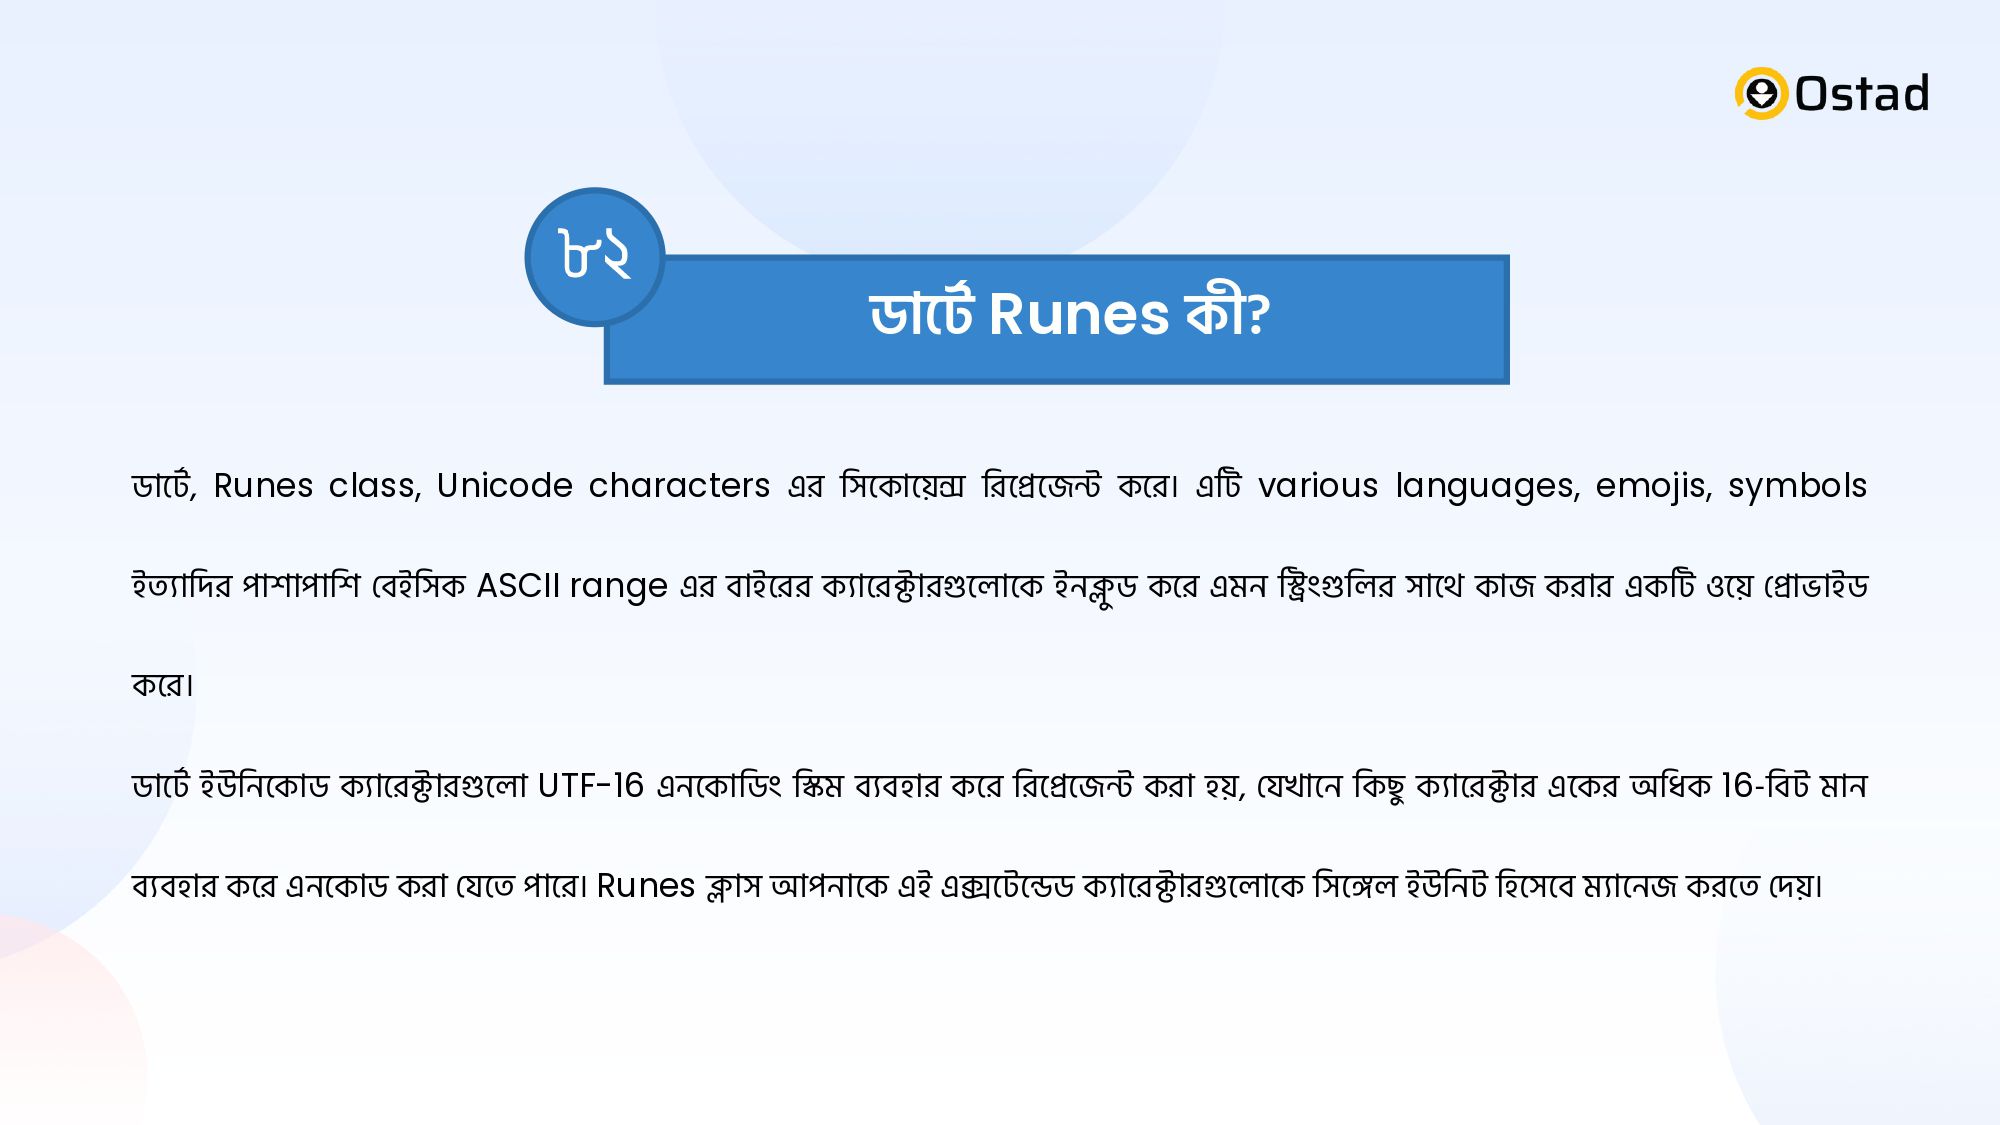 Ostad
৮২
ডার্টে Runes কী?
ডার্টে, Runes class, Unicode characters এর সিকোয়েন্স রিপ্রেজেন্ট করে। এটি various languages, emojis, symbols
ইত্যাদির পাশাপাশি বেইসিক ASCII range এর বাইরের ক্যারেক্টারগুলোকে ইনক্লুড করে এমন স্ট্রিংগুলির সাথে কাজ করার একটি ওয়ে প্রোভাইড
করে।
ডার্টে ইউনিকোড ক্যারেক্টারগুলো UTF-16 এনকোডিং স্কিম ব্যবহার করে রিপ্রেজেন্ট করা হয়, যেখানে কিছু ক্যারেক্টার একের অধিক 16-বিট মান
ব্যবহার করে এনকোড করা যেতে পারে। Runes ক্লাস আপনাকে এই এক্সটেন্ডেড ক্যারেক্টারগুলোকে সিঙ্গেল ইউনিট হিসেবে ম্যানেজ করতে দেয়।